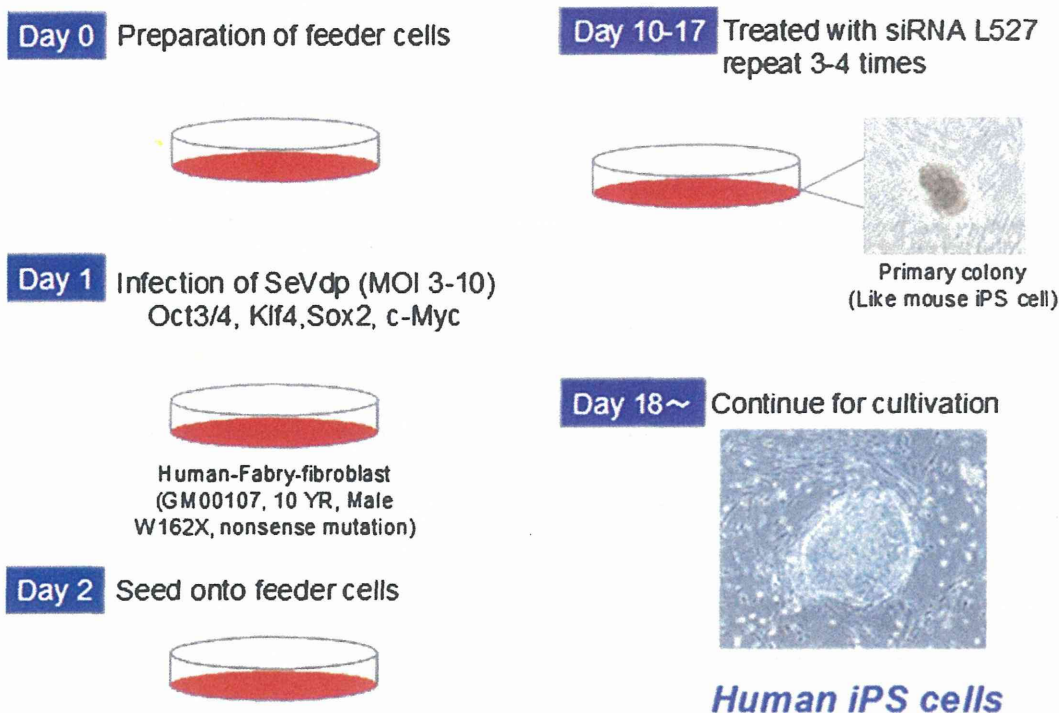 Day 0 Preparation of feeder cells
Day 1 Infection of SeVdp (MOI 3-10)
Oct3/4, Klf4,Sox2, c-Myc
Human-Fabry-fibroblast
(GM00107, 10 YR, Male
W162X, nonsense mutation)
Day 2 Seed onto feeder cells
Day 10-17 Treated with siRNA L527
repeat 3-4 times
Primary colony
(Like mouse iPS cell)
Day 18~ Continue for cultivation
Human iPS cells